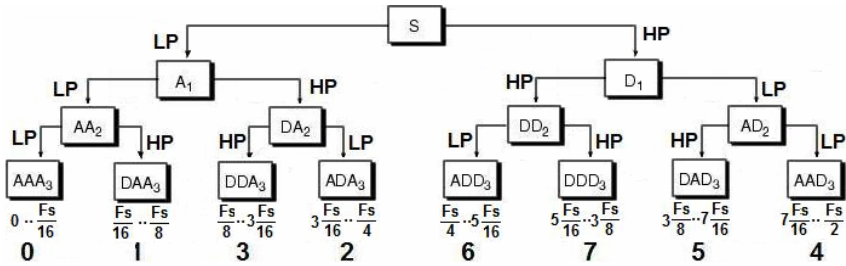 S
LP HP
A₁ D₁
LP HP HP LP
AA₂ DA₂ DD₂ AD₂
LP HP HP LP LP HP HP LP
AAA₃ DAA₃ DDA₃ ADA₃ ADD₃ DDD₃ DAD₃ AAD₃
0 ·· Fs/16 Fs/16 ·· Fs/8 Fs/8 ·· 3 Fs/16 3 Fs/16 ·· Fs/4 Fs/4 ·· 5 Fs/16 5 Fs/16 ·· 3 Fs/8 3 Fs/8 ·· 7 Fs/16 7 Fs/16 ·· Fs/2
0 1 3 2 6 7 5 4